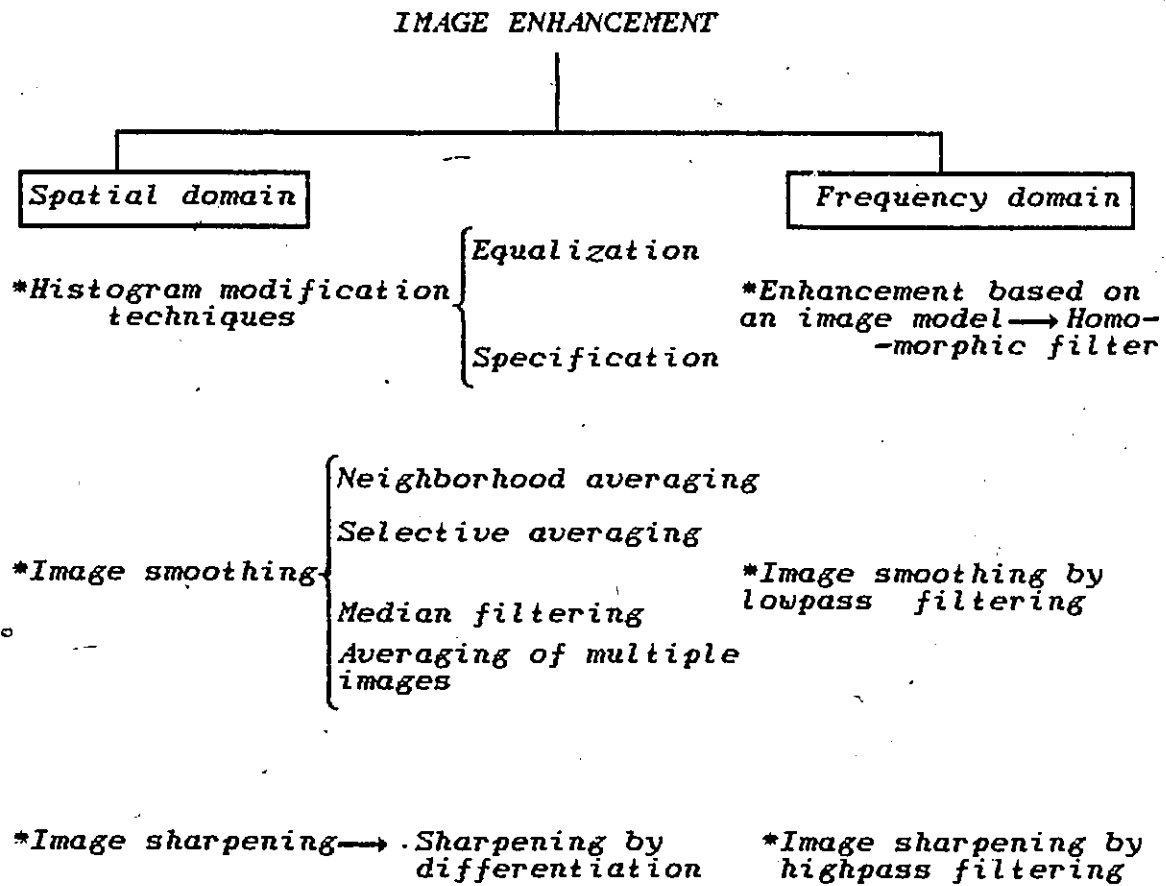 IMAGE ENHANCEMENT
Spatial domain
Frequency domain
*Histogram modification
techniques
Equalization
Specification
*Enhancement based on
an image model⟶ Homo-
-morphic filter
*Image smoothing
Neighborhood averaging
Selective averaging
Median filtering
Averaging of multiple
images
*Image smoothing by
lowpass filtering
*Image sharpening⟶ .Sharpening by
differentiation
*Image sharpening by
highpass filtering